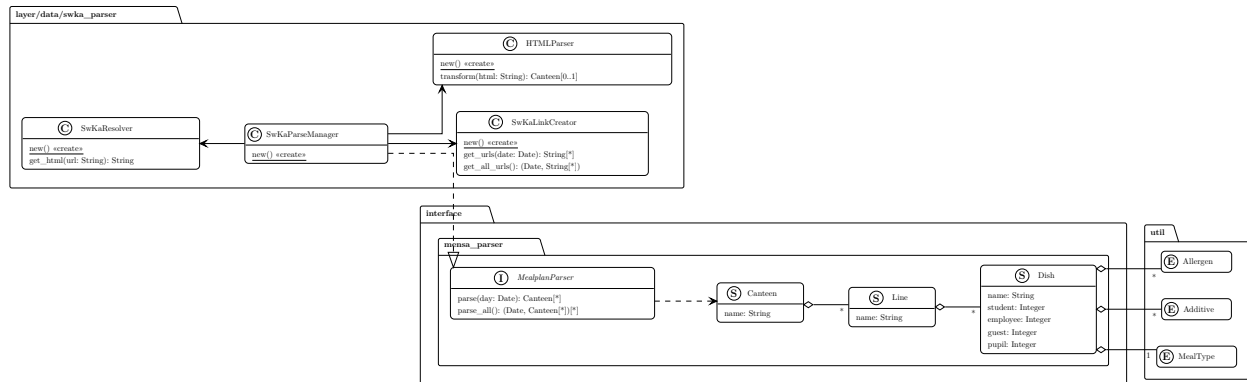 layer/data/swka_parser
C HTMLParser
new() «create»
transform(html: String): Canteen[0..1]
C SwKaResolver
new() «create»
get_html(url: String): String
C SwKaParseManager
new() «create»
C SwKaLinkCreator
new() «create»
get_urls(date: Date): String[*]
get_all_urls(): (Date, String[*])
interface
mensa_parser
I MealplanParser
parse(day: Date): Canteen[*]
parse_all(): (Date, Canteen[*])[*]
S Canteen
name: String
*
S Line
name: String
*
S Dish
name: String
student: Integer
employee: Integer
guest: Integer
pupil: Integer
util
E Allergen
*
E Additive
*
E MealType
1